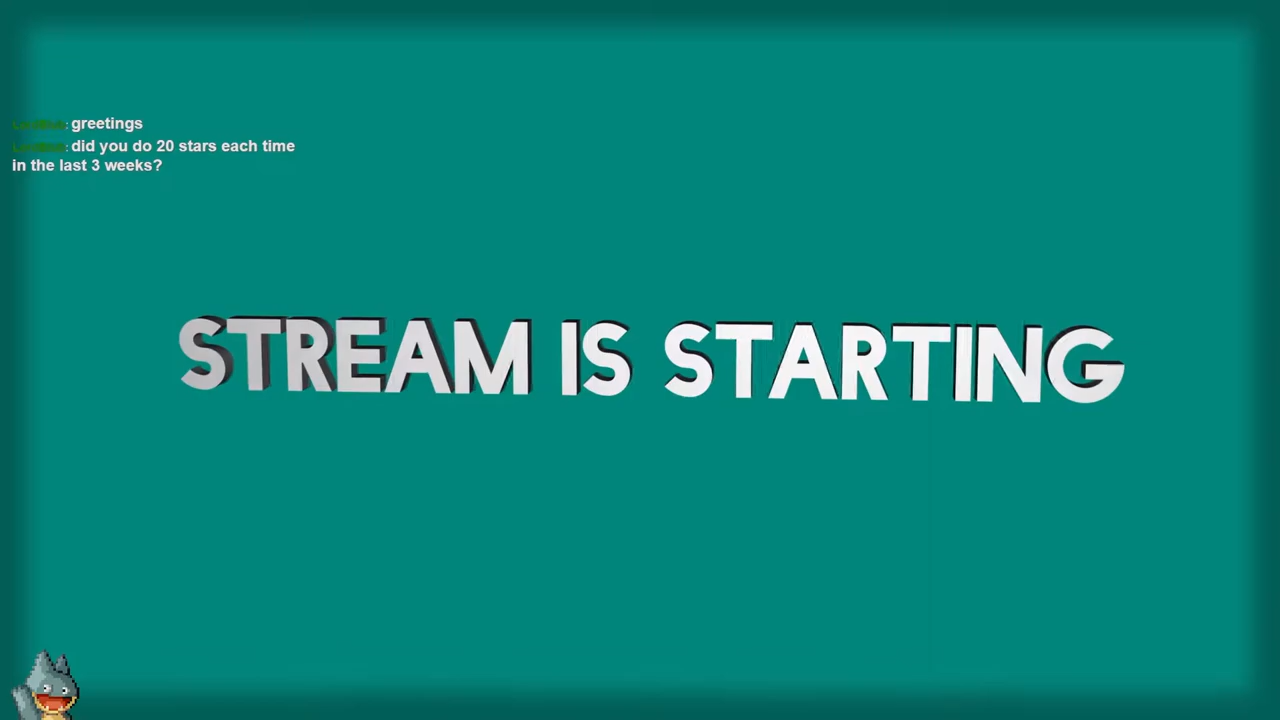 greetings
did you do 20 stars each time
in the last 3 weeks?
STREAM IS STARTING